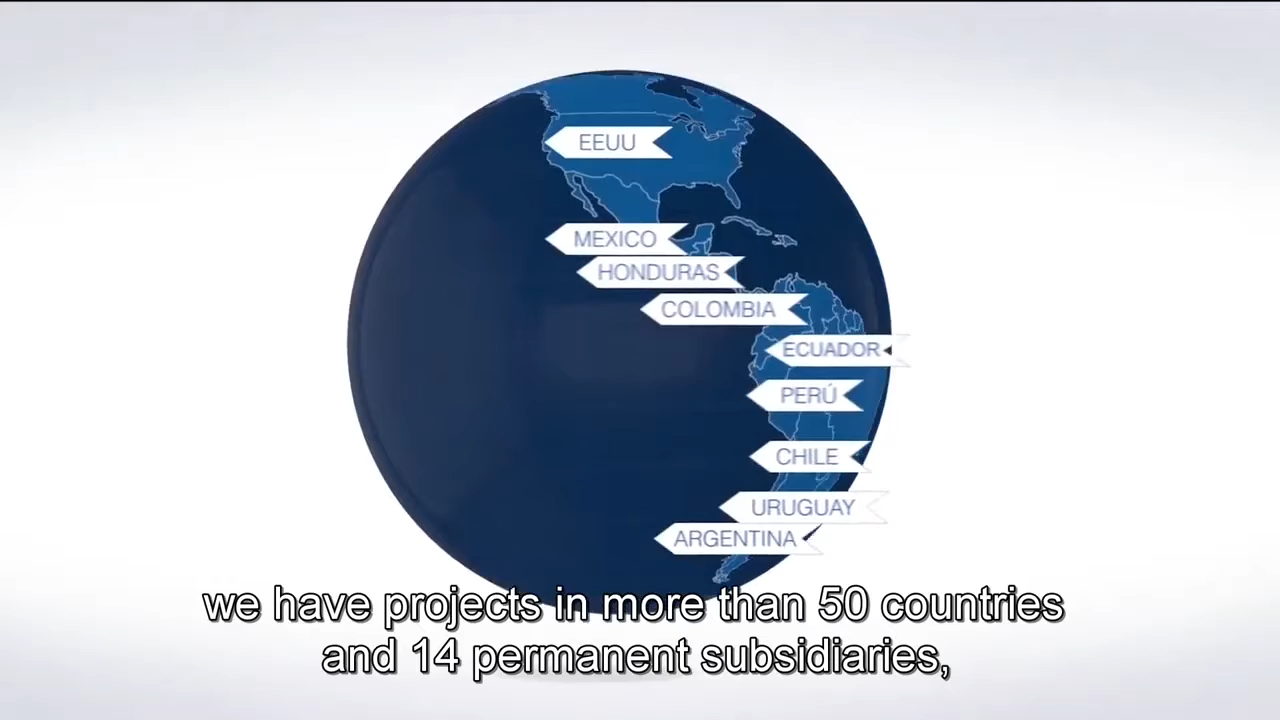 EEUU
MEXICO
HONDURAS
COLOMBIA
ECUADOR
PERÚ
CHILE
URUGUAY
ARGENTINA
we have projects in more than 50 countries
and 14 permanent subsidiaries,